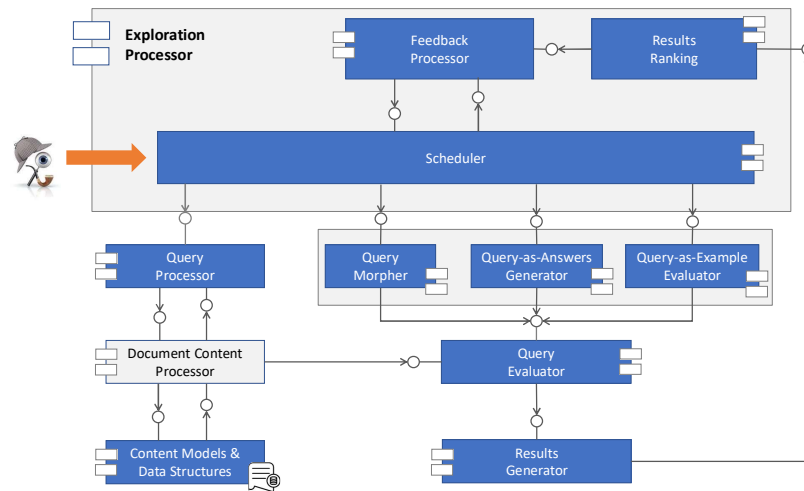 Exploration
Processor
Feedback
Processor
Results
Ranking
Scheduler
Query
Processor
Query
Morpher
Query-as-Answers
Generator
Query-as-Example
Evaluator
Document Content
Processor
Query
Evaluator
Content Models &
Data Structures
Results
Generator